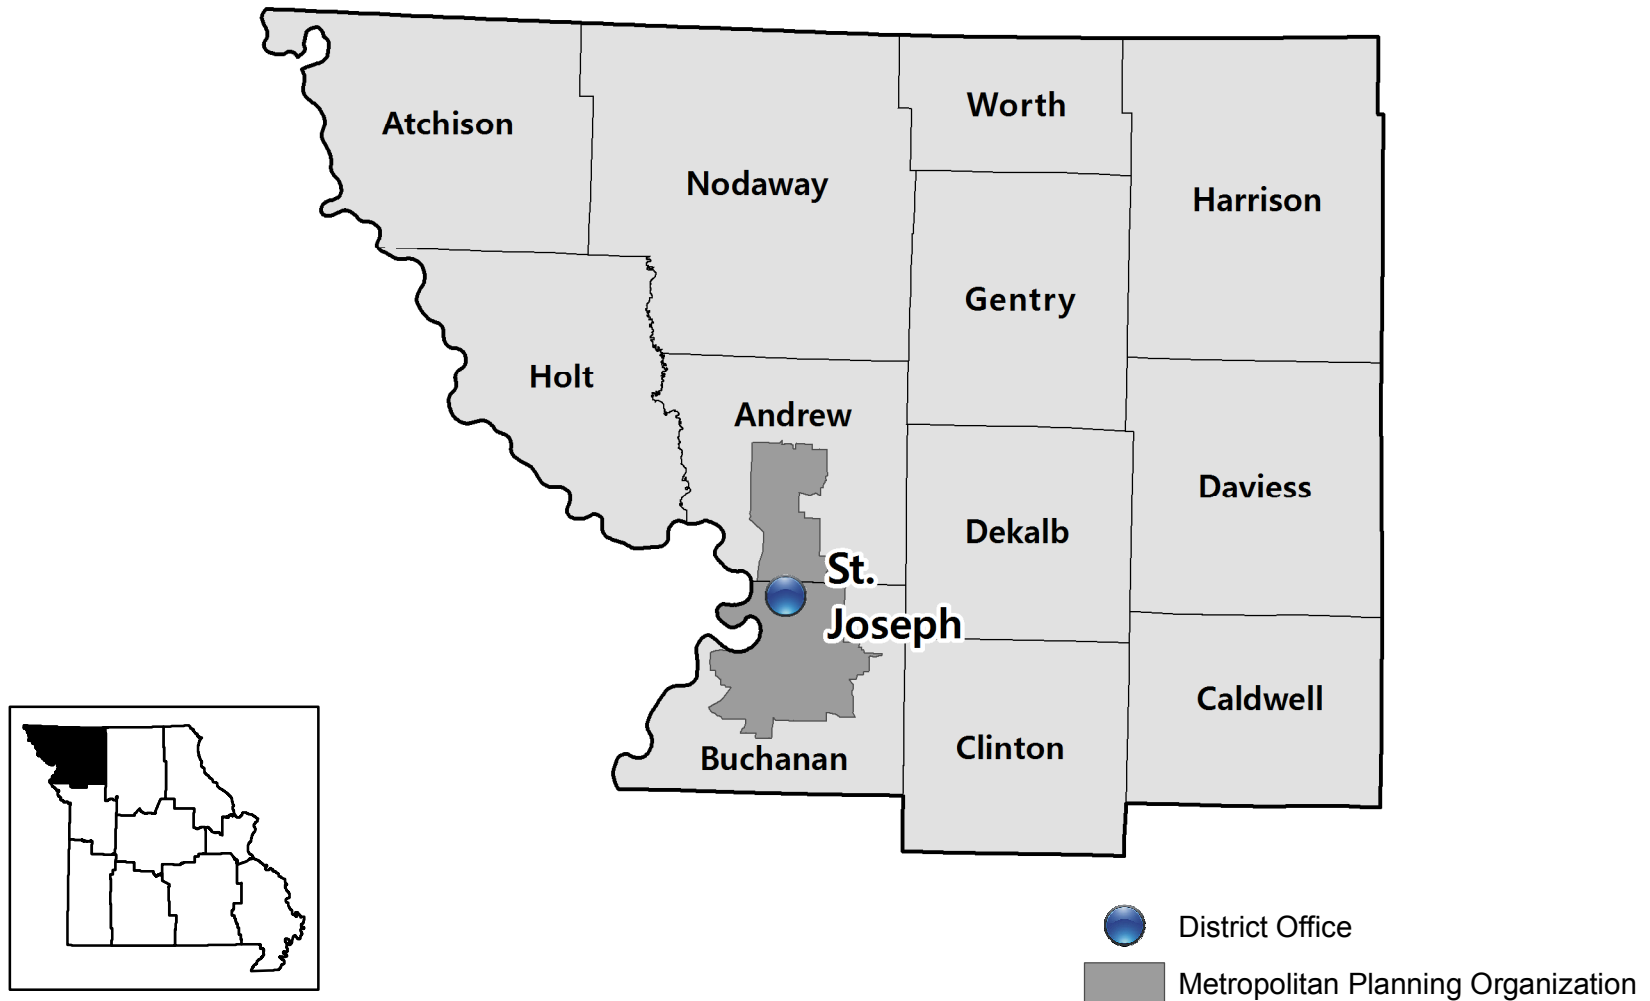 Worth
Atchison
Nodaway
Harrison
Gentry
Holt
Andrew
Daviess
Dekalb
St.
Joseph
Caldwell
Clinton
Buchanan
District Office
Metropolitan Planning Organization